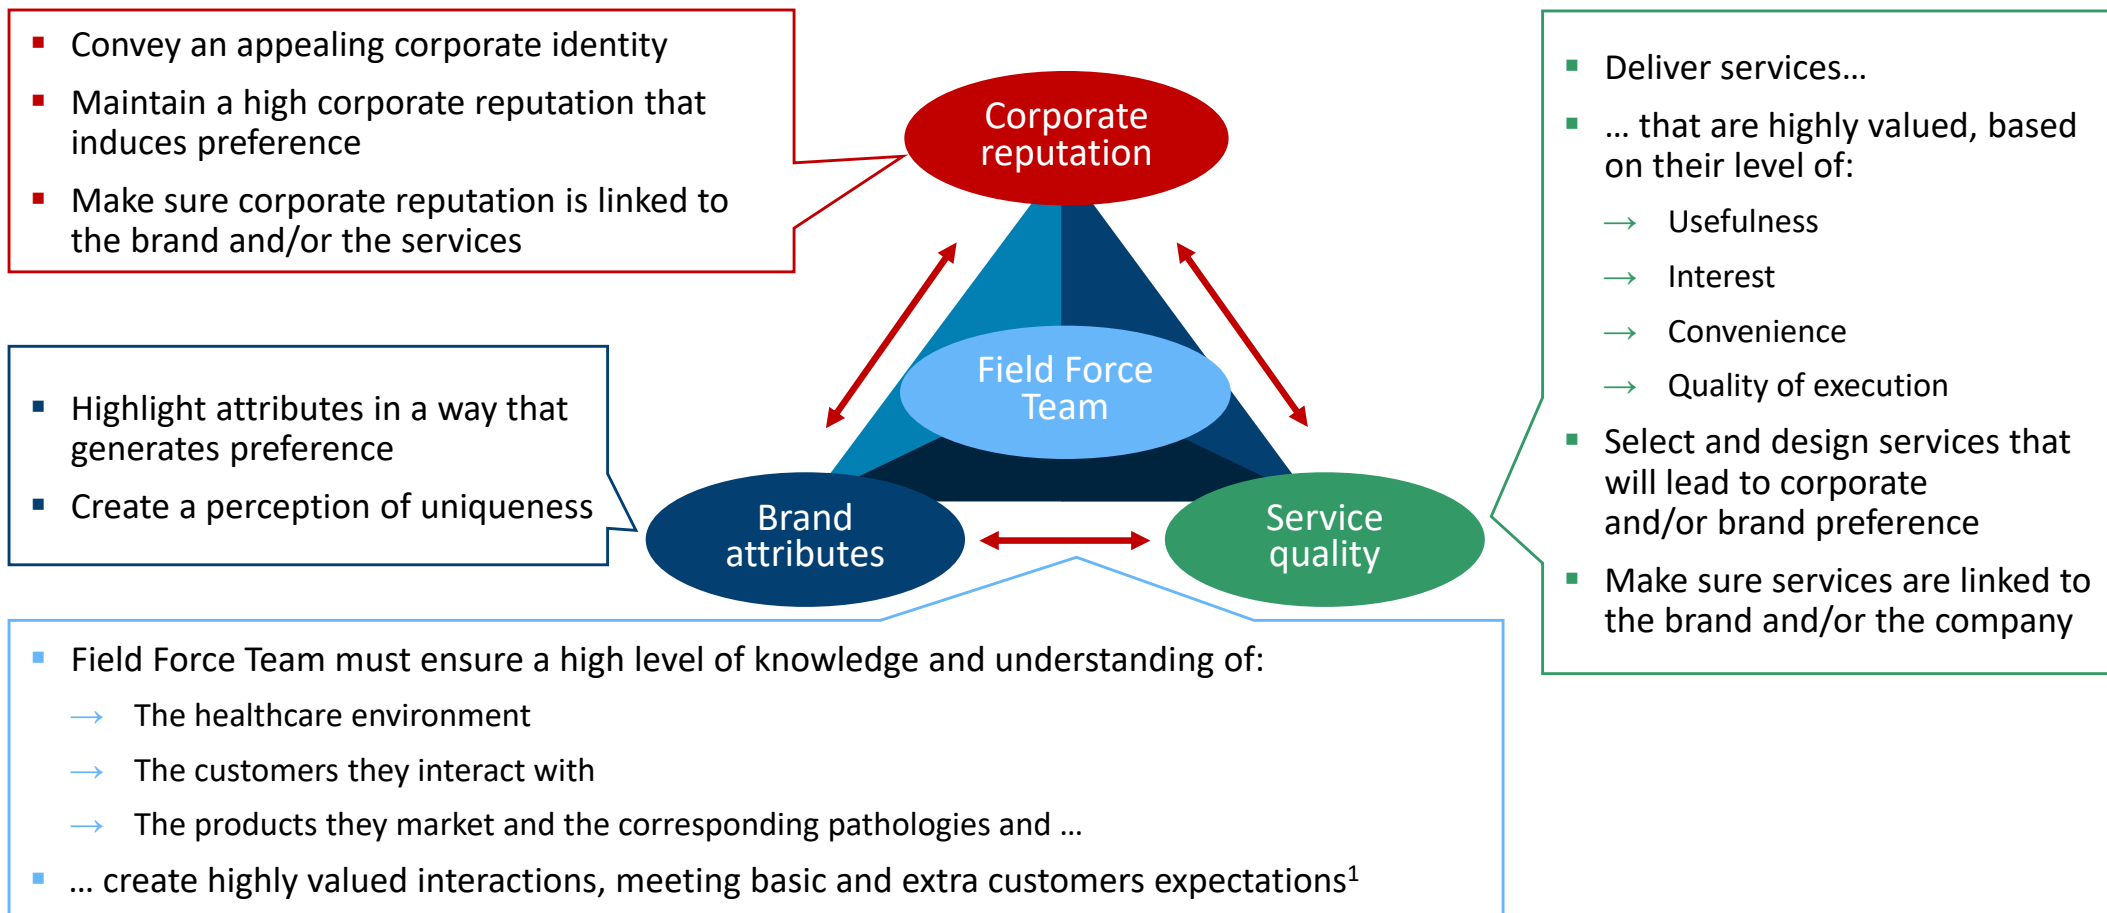 ▪ Convey an appealing corporate identity
▪ Maintain a high corporate reputation that
induces preference
▪ Make sure corporate reputation is linked to
the brand and/or the services
Corporate
reputation
▪ Deliver services…
▪ … that are highly valued, based
on their level of:
→ Usefulness
→ Interest
→ Convenience
→ Quality of execution
▪ Select and design services that
will lead to corporate
and/or brand preference
▪ Make sure services are linked to
the brand and/or the company
Field Force
Team
▪ Highlight attributes in a way that
generates preference
▪ Create a perception of uniqueness
Brand
attributes
Service
quality
▪ Field Force Team must ensure a high level of knowledge and understanding of:
→ The healthcare environment
→ The customers they interact with
→ The products they market and the corresponding pathologies and …
▪ … create highly valued interactions, meeting basic and extra customers expectations¹